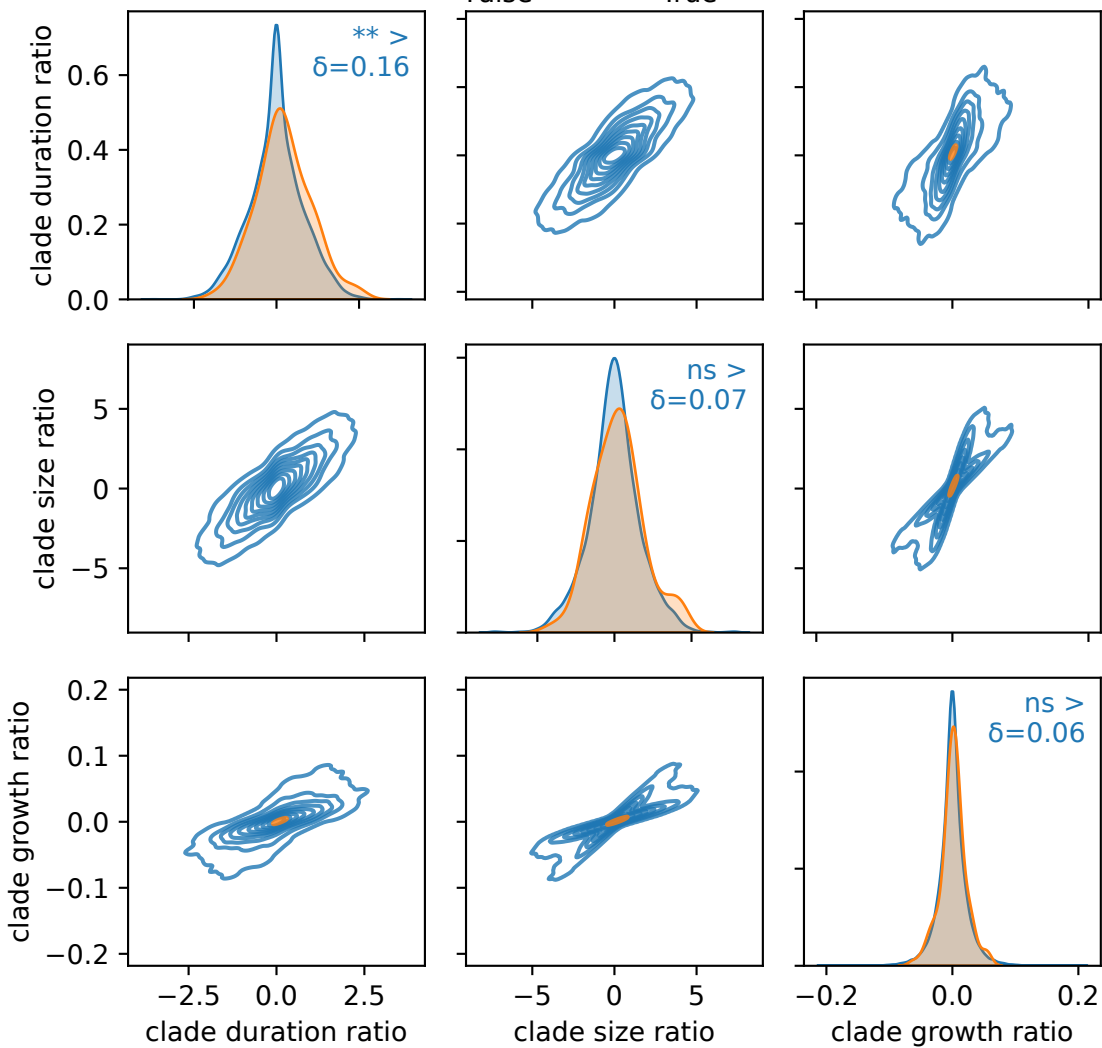 clade duration ratio
0.6
0.4
0.2
0.0
** >
δ=0.16
clade size ratio
5
0
−5
ns >
δ=0.07
clade growth ratio
0.2
0.1
0.0
−0.1
−0.2
ns >
δ=0.06
−2.5 0.0 2.5
−5 0 5
−0.2 0.0 0.2
clade duration ratio
clade size ratio
clade growth ratio